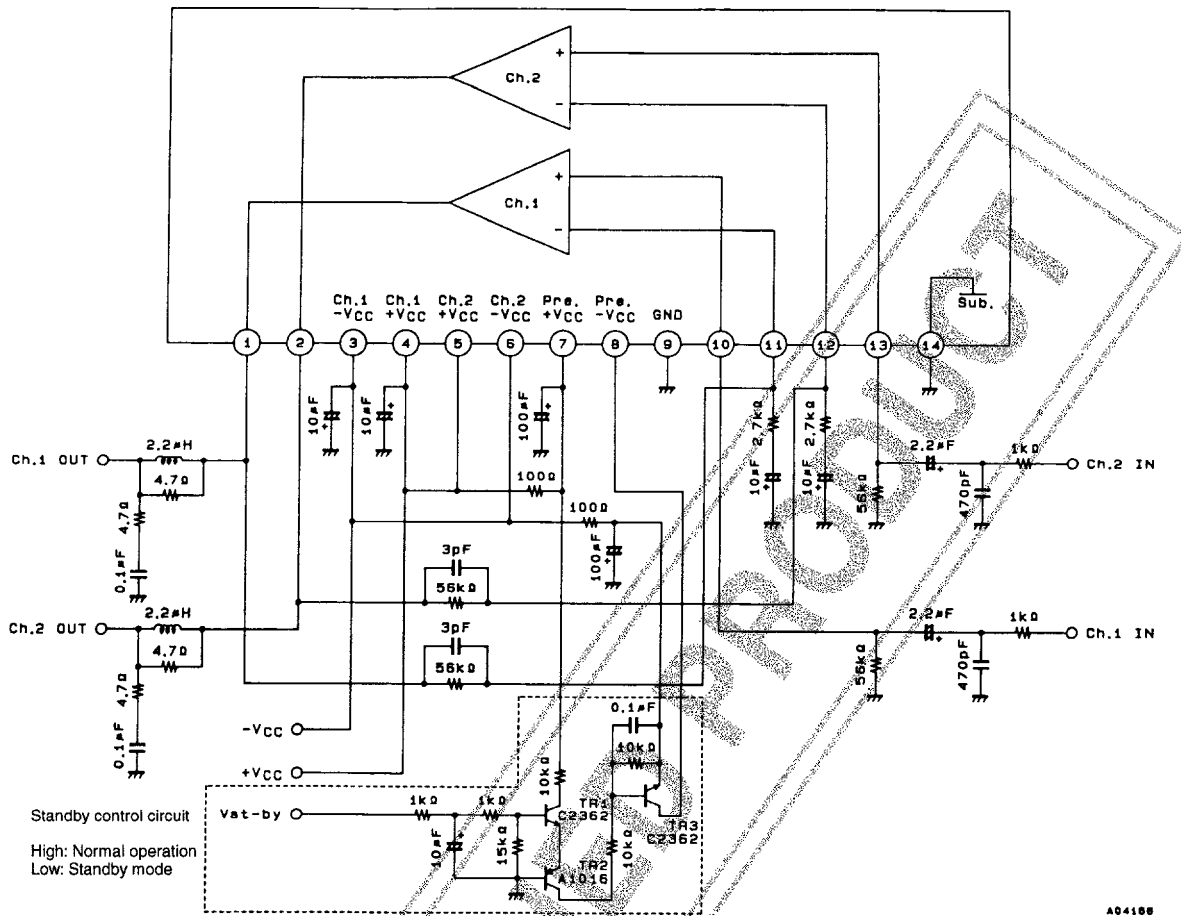 Ch.2
+
-
Ch.1
+
-
Sub.
Ch.1 -VCC
Ch.1 +VCC
Ch.2 +VCC
Ch.2 -VCC
Pre. +VCC
Pre. -VCC
GND
1 2 3 4 5 6 7 8 9 10 11 12 13 14
10μF
+
10μF
+
100μF
+
2.7kΩ
2.7kΩ
10μF
+
10μF
+
2.2μF
+
1kΩ
Ch.2 IN
56kΩ
470pF
Ch.1 OUT
2.2μH
4.7Ω
4.7Ω
0.1μF
100Ω
100Ω
100μF
+
3pF
56kΩ
Ch.2 OUT
2.2μH
4.7Ω
4.7Ω
0.1μF
3pF
56kΩ
2.2μF
+
1kΩ
Ch.1 IN
56kΩ
470pF
-VCC
+VCC
0.1μF
10kΩ
10kΩ
Standby control circuit
Vst-by
1kΩ
1kΩ
TR1
C2362
TR3
C2362
10μF
+
15kΩ
10kΩ
TR2
A1016
High: Normal operation
Low: Standby mode
PRODUCT
A04166